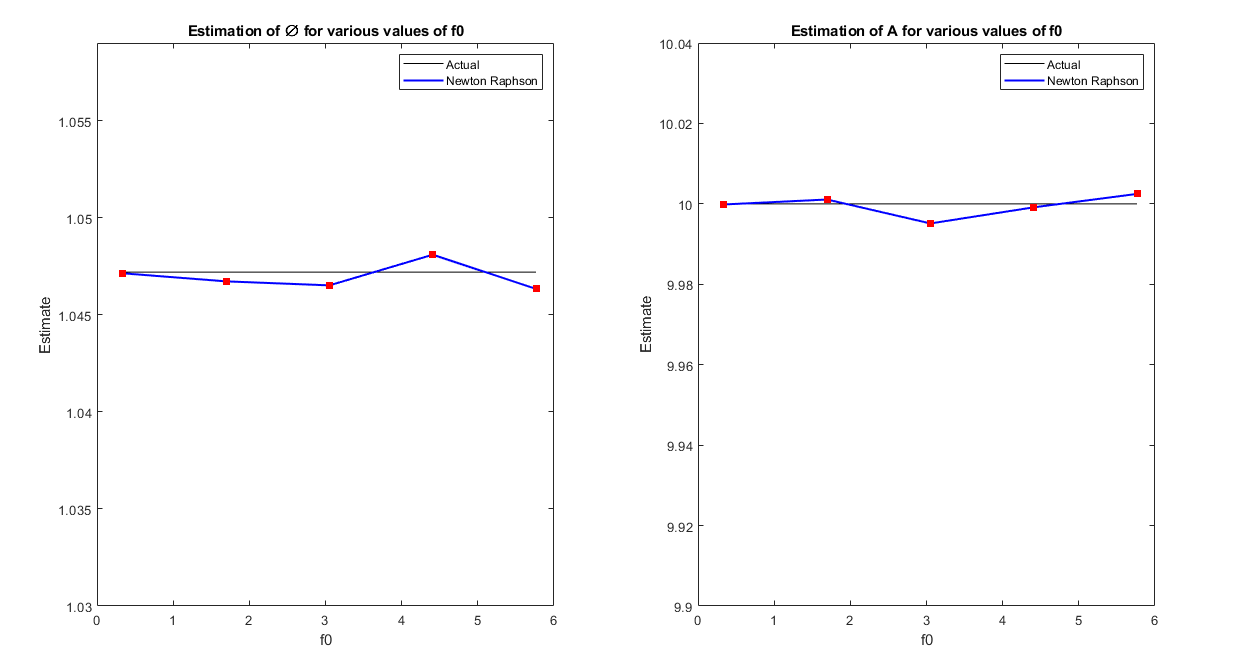 Estimation of ∅ for various values of f0
Actual
Newton Raphson
1.055
1.05
1.045
1.04
1.035
1.03
Estimate
0 1 2 3 4 5 6
f0
Estimation of A for various values of f0
Actual
Newton Raphson
10.04
10.02
10
9.98
9.96
9.94
9.92
9.9
Estimate
0 1 2 3 4 5 6
f0